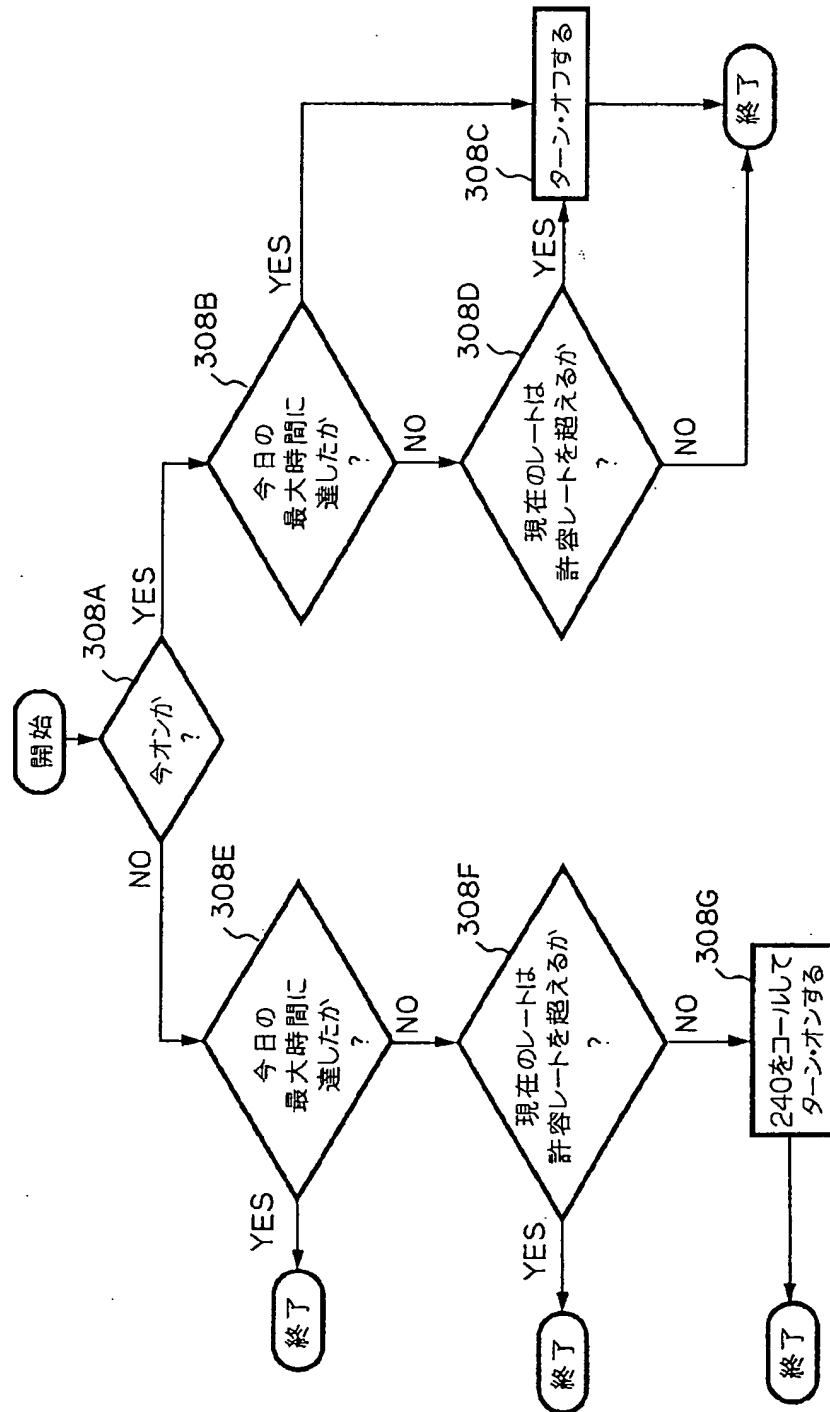 開始
308A
今オンか
?
NO
YES
308E
今日の
最大時間に
達したか
?
YES
終了
NO
308F
現在のレートは
許容レートを超えるか
?
YES
終了
NO
308G
240をコールして
ターン・オンする
終了
308B
今日の
最大時間に
達したか
?
YES
NO
308D
現在のレートは
許容レートを超えるか
?
YES
NO
308C
ターン・オフする
終了